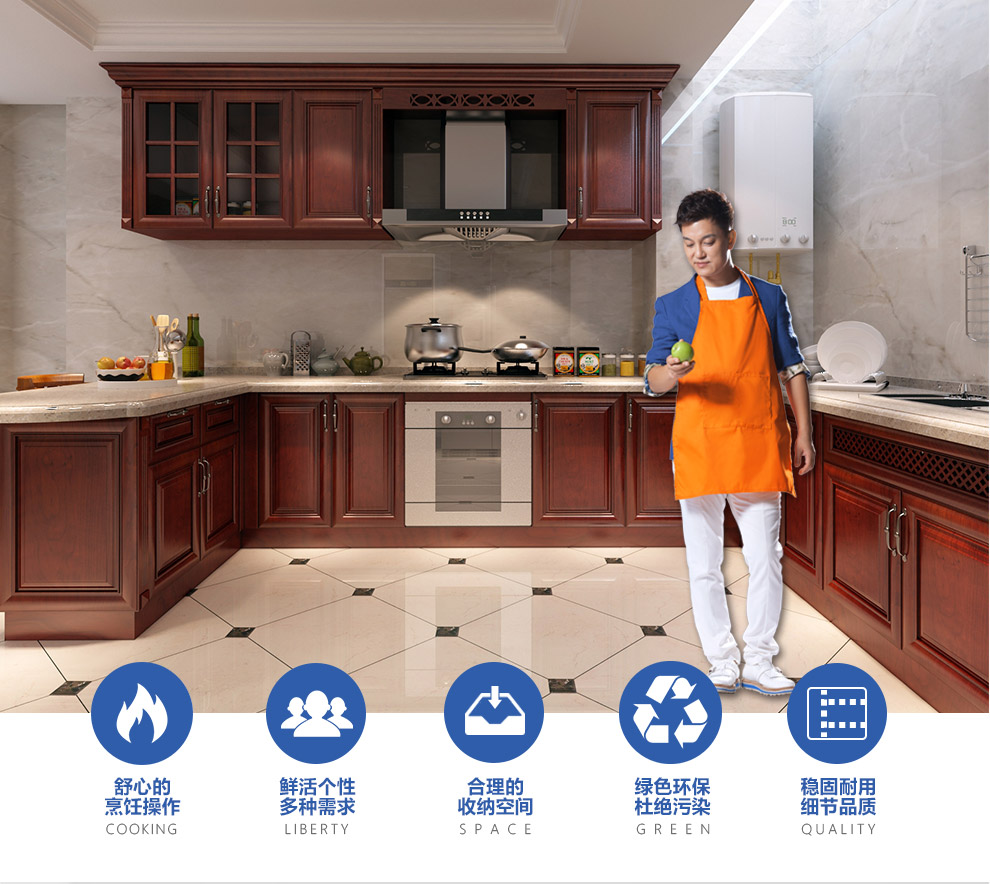 舒心的
烹饪操作
COOKING
鲜活个性
多种需求
LIBERTY
合理的
收纳空间
SPACE
绿色环保
杜绝污染
GREEN
稳固耐用
细节品质
QUALITY